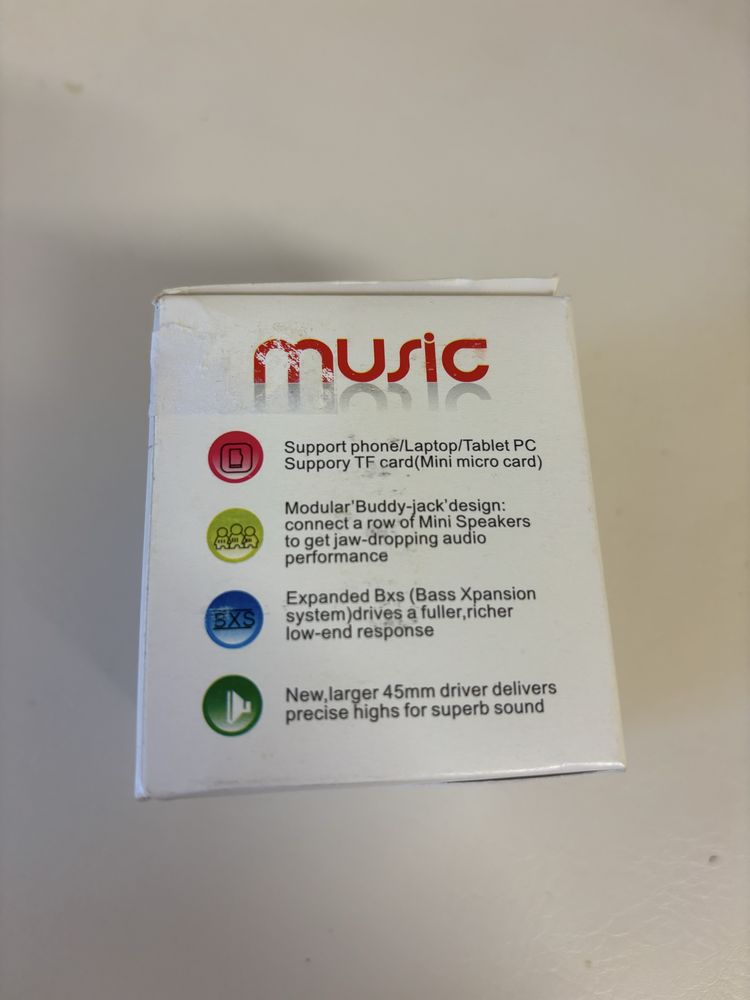 music
Support phone/Laptop/Tablet PC
Suppory TF card(Mini micro card)
Modular'Buddy-jack'design:
connect a row of Mini Speakers
to get jaw-dropping audio
performance
BXS
Expanded Bxs (Bass Xpansion
system)drives a fuller,richer
low-end response
New,larger 45mm driver delivers
precise highs for superb sound